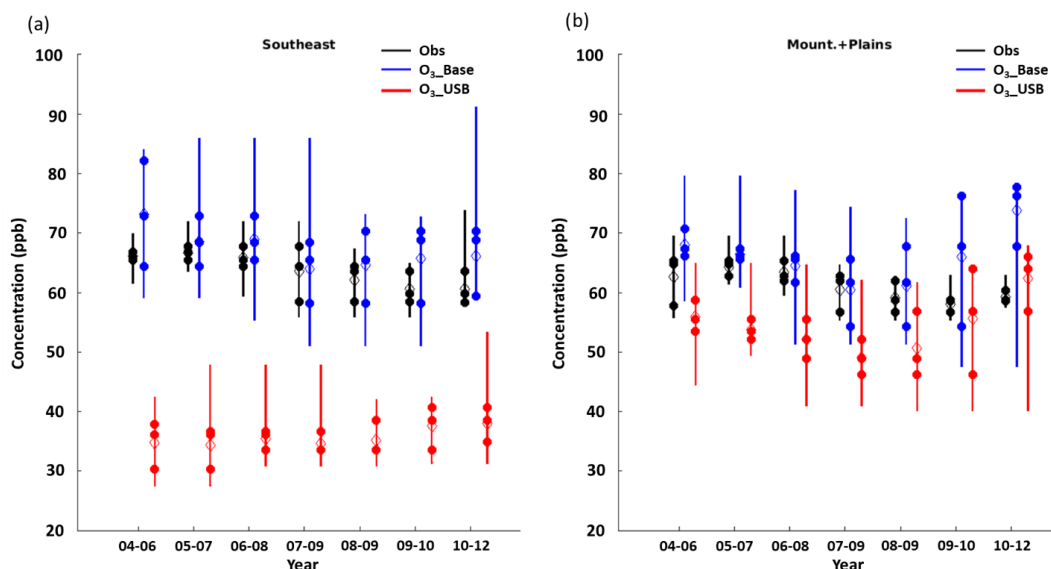 (a)
Southeast
Obs
O₃_Base
O₃_USB
Concentration (ppb)
100
90
80
70
60
50
40
30
20
04-06 05-07 06-08 07-09 08-09 09-10 10-12
Year
(b)
Mount.+Plains
Obs
O₃_Base
O₃_USB
Concentration (ppb)
100
90
80
70
60
50
40
30
20
04-06 05-07 06-08 07-09 08-09 09-10 10-12
Year